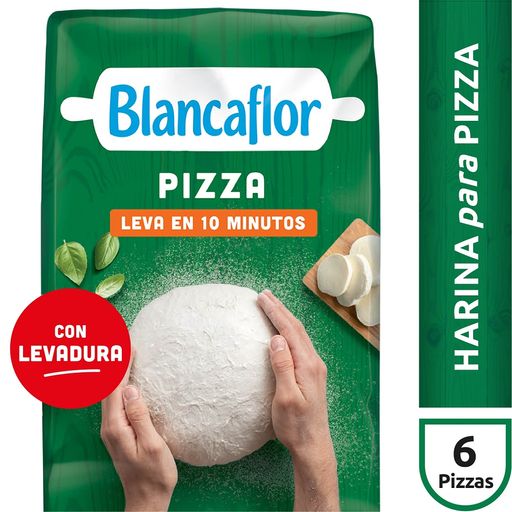 Blancaflor
PIZZA
LEVA EN 10 MINUTOS
CON
LEVADURA
HARINA para PIZZA
6
Pizzas